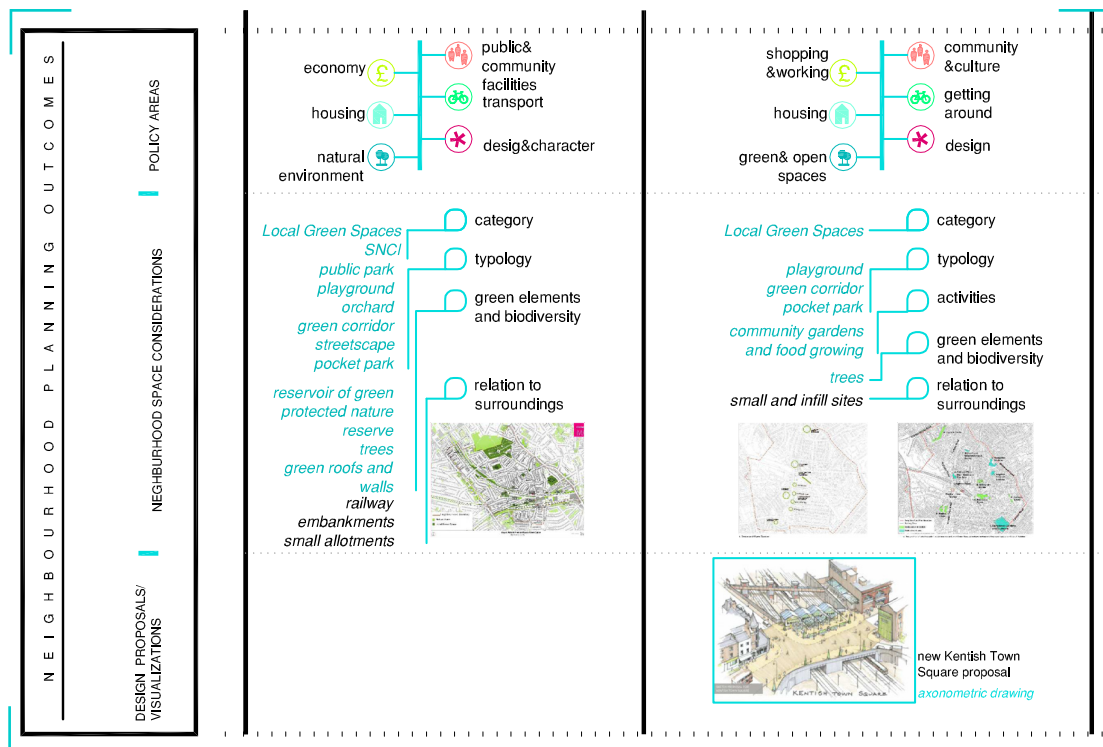 NEIGHBOURHOOD PLANNING OUTCOMES
POLICY AREAS
NEGHBURHOOD SPACE CONSIDERATIONS
DESIGN PROPOSALS/
VISUALIZATIONS
economy
housing
natural
environment
public&
community
facilities
transport
desig&character
Local Green Spaces
SNCI
public park
playground
orchard
green corridor
streetscape
pocket park
reservoir of green
protected nature
reserve
trees
green roofs and
walls
railway
embankments
small allotments
category
typology
green elements
and biodiversity
relation to
surroundings
shopping
&working
housing
green& open
spaces
community
&culture
getting
around
design
Local Green Spaces
playground
green corridor
pocket park
community gardens
and food growing
trees
small and infill sites
category
typology
activities
green elements
and biodiversity
relation to
surroundings
KENTISH TOWN SQUARE
new Kentish Town
Square proposal
axonometric drawing